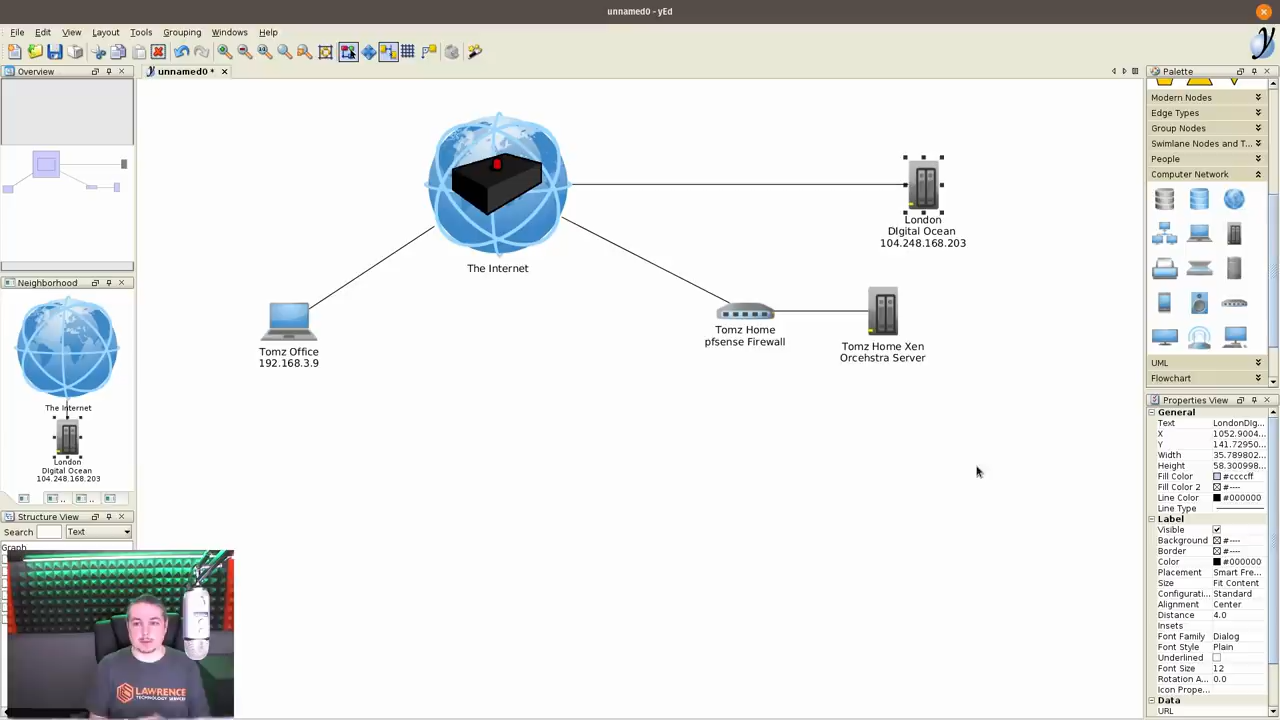 unnamed0 - yEd
File Edit View Layout Tools Grouping Windows Help
Overview
unnamed0 *
Palette
Modern Nodes
Edge Types
Group Nodes
Swimlane Nodes and T...
People
Computer Network
UML
Flowchart
The Internet
London
DIgital Ocean
104.248.168.203
Tomz Office
192.168.3.9
Tomz Home
pfsense Firewall
Tomz Home Xen
Orcehstra Server
Neighborhood
The Internet
London
DIgital Ocean
104.248.168.203
Structure View
Search Text
Graph
LAWRENCE
TECHNOLOGY SERVICES
Properties View
General
Text LondonDIg...
X 1052.9004...
Y 141.72950...
Width 35.789802...
Height 58.300998...
Fill Color #ccccff
Fill Color 2 #----
Line Color #000000
Line Type
Label
Visible
Background #----
Border #----
Color #000000
Placement Smart Fre...
Size Fit Content
Configurati... Standard
Alignment Center
Distance 4.0
Insets
Font Family Dialog
Font Style Plain
Underlined
Font Size 12
Rotation A... 0.0
Icon Prope...
Data
URL